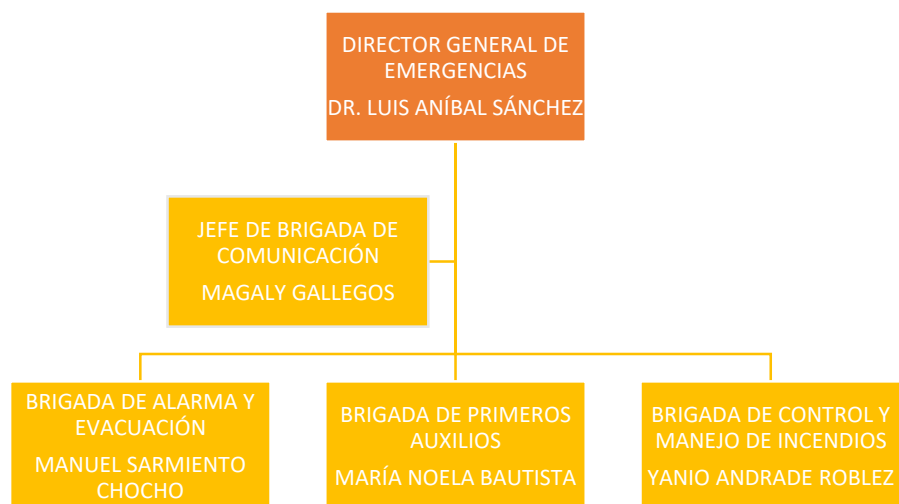 DIRECTOR GENERAL DE
EMERGENCIAS
DR. LUIS ANÍBAL SÁNCHEZ
JEFE DE BRIGADA DE
COMUNICACIÓN
MAGALY GALLEGOS
BRIGADA DE ALARMA Y
EVACUACIÓN
MANUEL SARMIENTO
CHOCHO
BRIGADA DE PRIMEROS
AUXILIOS
MARÍA NOELA BAUTISTA
BRIGADA DE CONTROL Y
MANEJO DE INCENDIOS
YANIO ANDRADE ROBLEZ